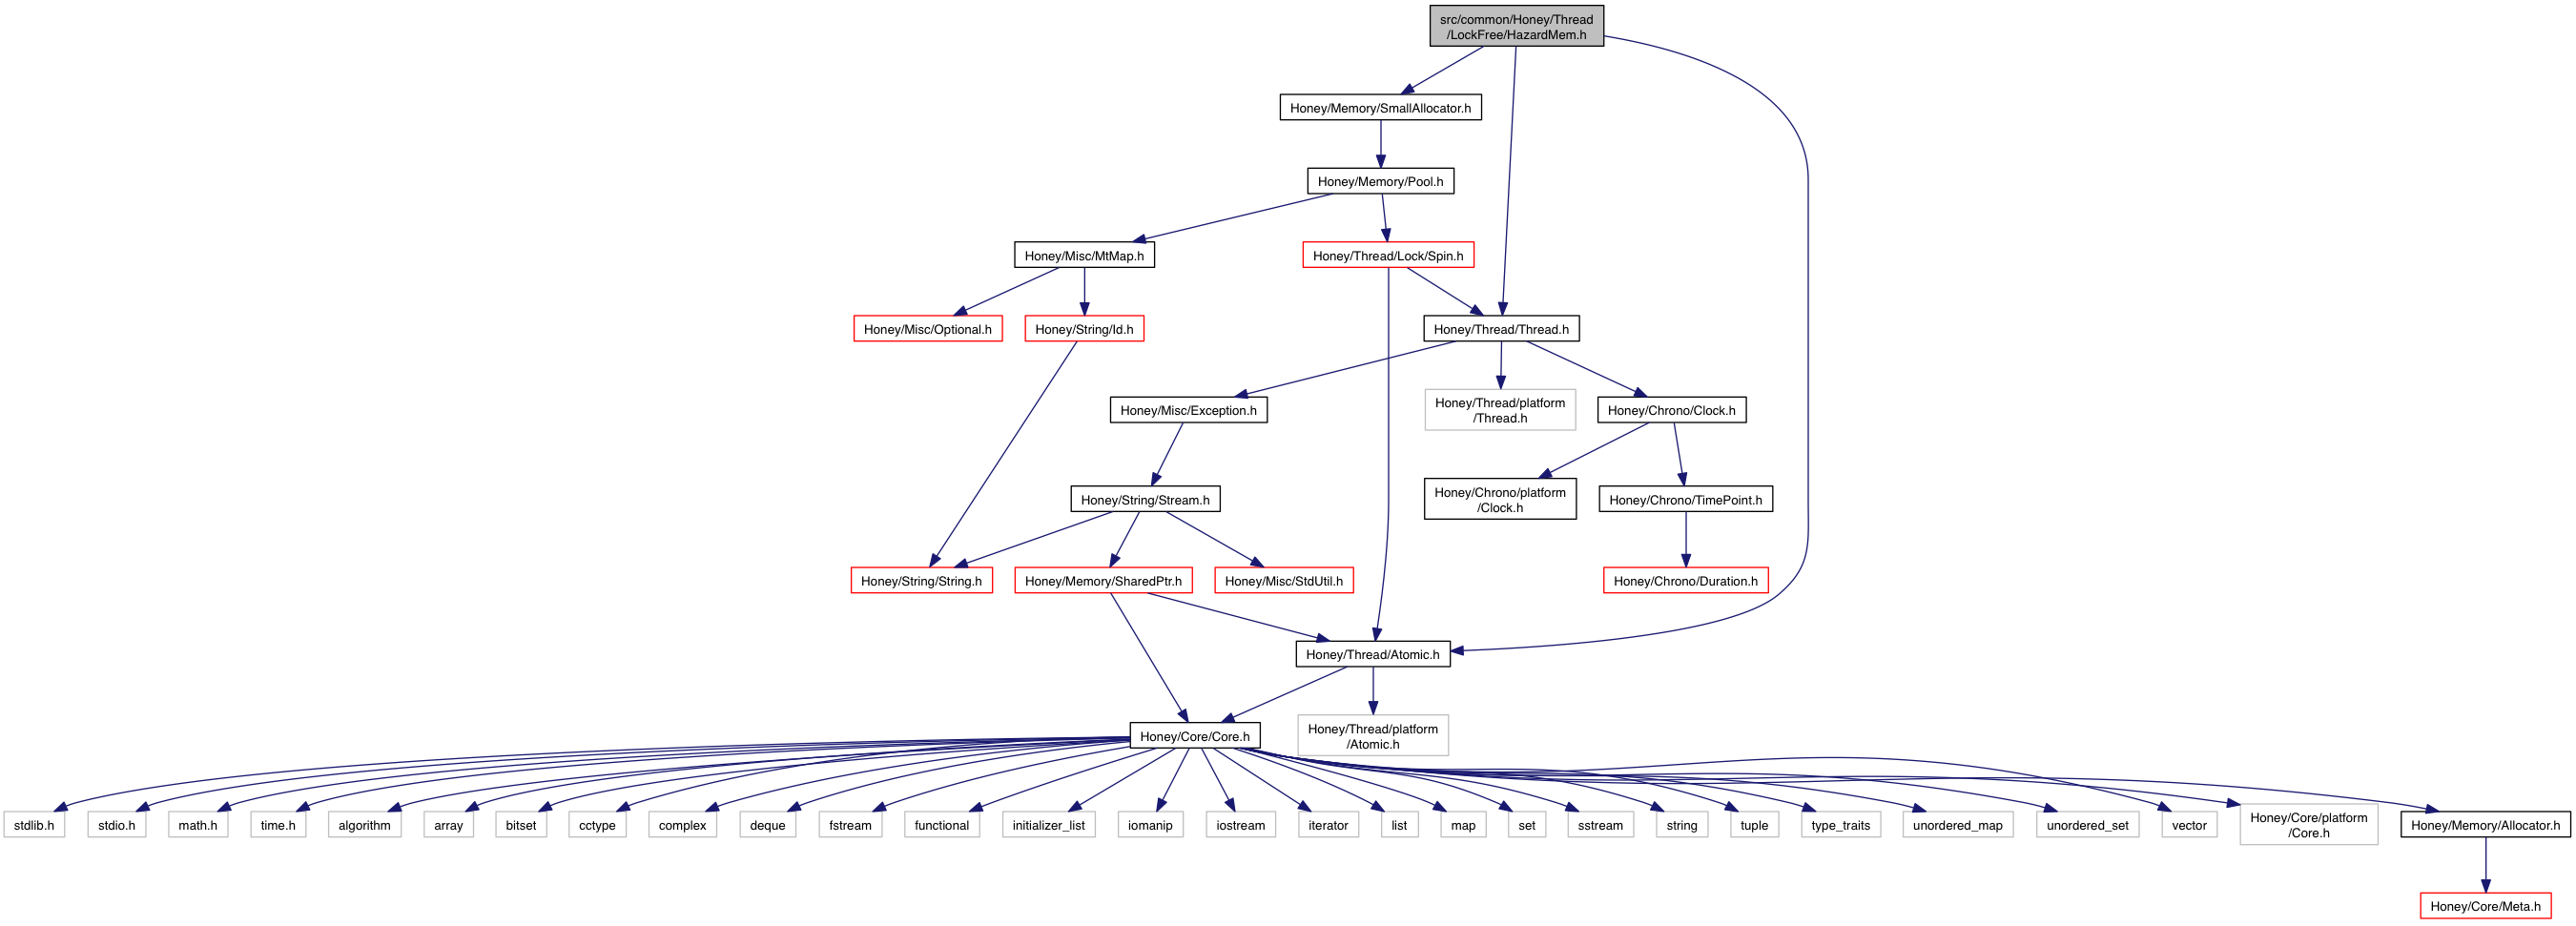 src/common/Honey/Thread
/LockFree/HazardMem.h
Honey/Memory/SmallAllocator.h
Honey/Memory/Pool.h
Honey/Misc/MtMap.h
Honey/Thread/Lock/Spin.h
Honey/Misc/Optional.h
Honey/String/Id.h
Honey/Thread/Thread.h
Honey/Misc/Exception.h
Honey/Thread/platform
/Thread.h
Honey/Chrono/Clock.h
Honey/String/Stream.h
Honey/Chrono/platform
/Clock.h
Honey/Chrono/TimePoint.h
Honey/String/String.h
Honey/Memory/SharedPtr.h
Honey/Misc/StdUtil.h
Honey/Chrono/Duration.h
Honey/Thread/Atomic.h
Honey/Core/Core.h
Honey/Thread/platform
/Atomic.h
stdlib.h
stdio.h
math.h
time.h
algorithm
array
bitset
cctype
complex
deque
fstream
functional
initializer_list
iomanip
iostream
iterator
list
map
set
sstream
string
tuple
type_traits
unordered_map
unordered_set
vector
Honey/Core/platform
/Core.h
Honey/Memory/Allocator.h
Honey/Core/Meta.h